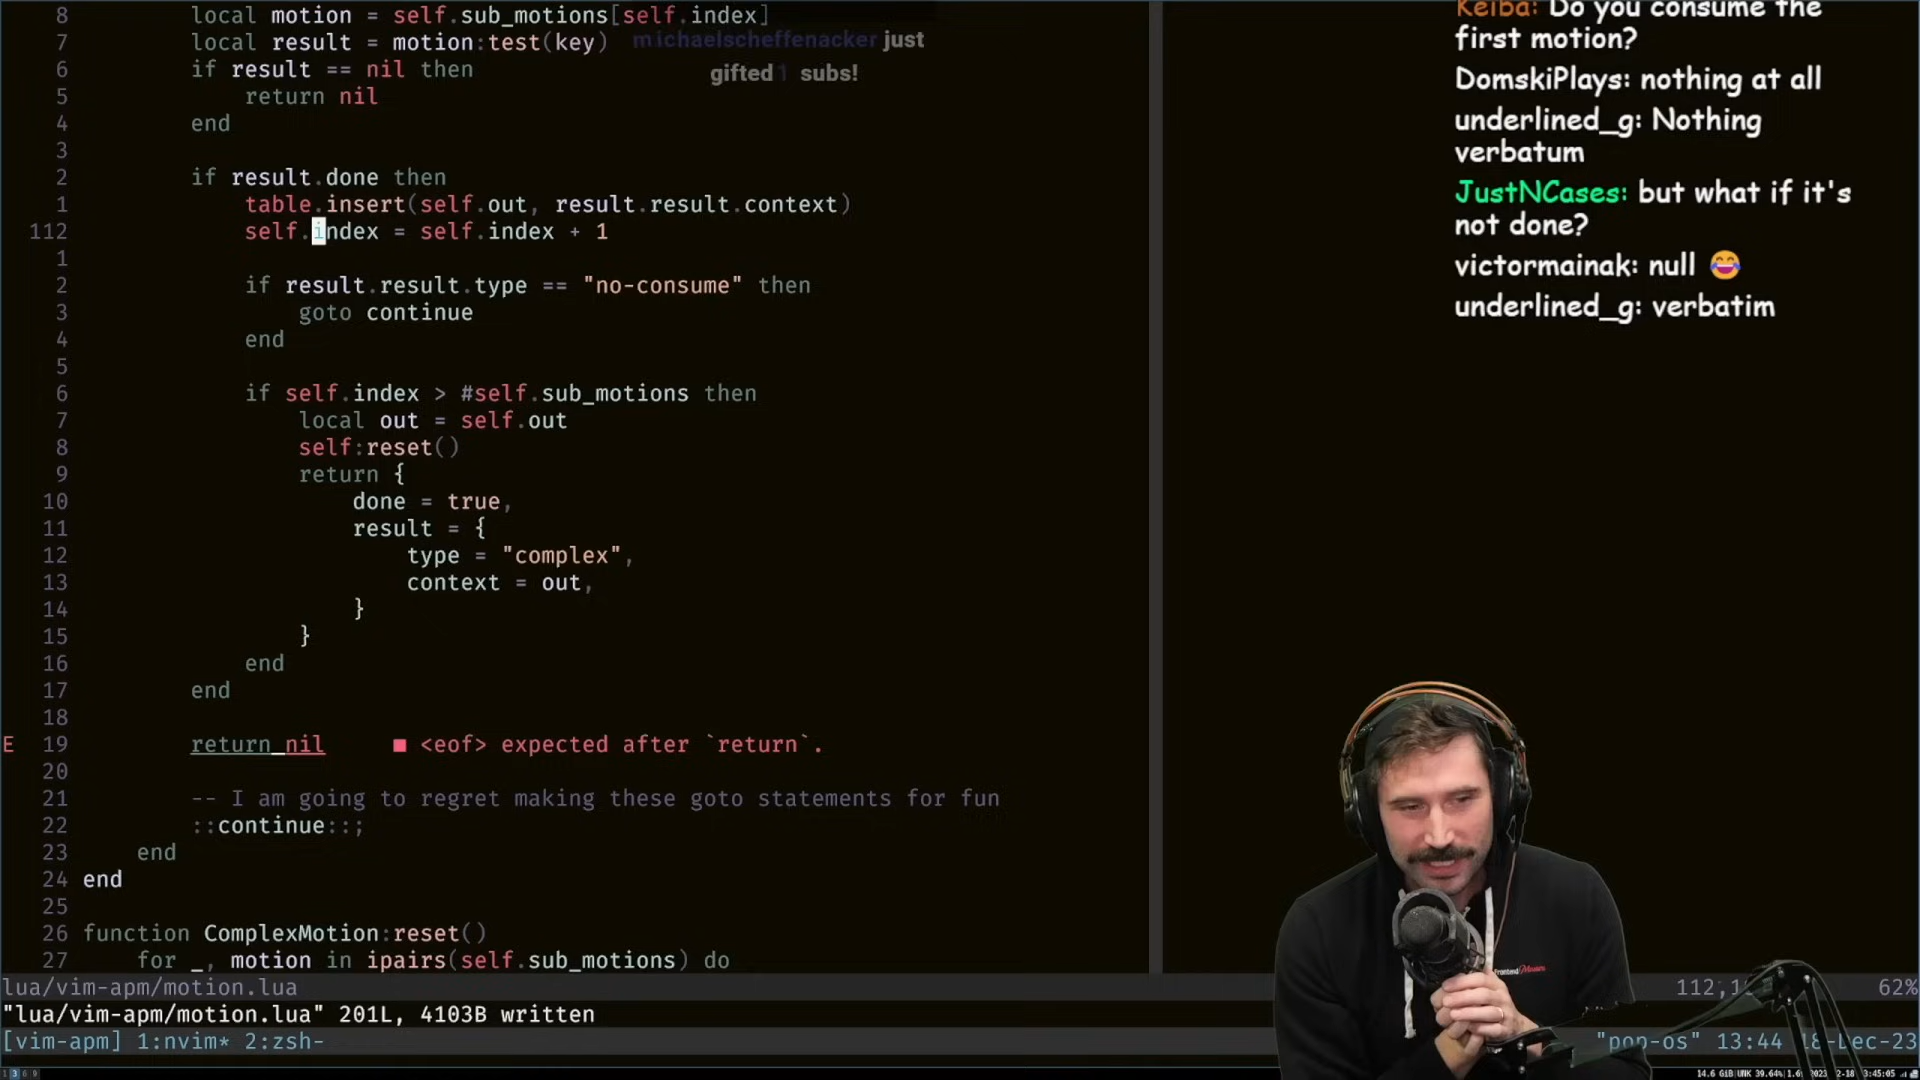 8 local motion = self.sub_motions[self.index]
7 local result = motion:test(key)
6 if result == nil then
5 return nil
4 end
3
2 if result.done then
1 table.insert(self.out, result.result.context)
112 self.index = self.index + 1
1
2 if result.result.type == "no-consume" then
3 goto continue
4 end
5
6 if self.index > #self.sub_motions then
7 local out = self.out
8 self:reset()
9 return {
10 done = true,
11 result = {
12 type = "complex",
13 context = out,
14 }
15 }
16 end
17 end
18
E 19 return nil ■ <eof> expected after `return`.
20
21 -- I am going to regret making these goto statements for fun
22 ::continue::;
23 end
24 end
25
26 function ComplexMotion:reset()
27 for _, motion in ipairs(self.sub_motions) do
lua/vim-apm/motion.lua
112,1
62%
"lua/vim-apm/motion.lua" 201L, 4103B written
[vim-apm] 1:nvim* 2:zsh-
"pop-os" 13:44 18-Dec-23
michaelscheffenacker just
gifted 1 subs!
Keiba: Do you consume the
first motion?
DomskiPlays: nothing at all
underlined_g: Nothing
verbatum
JustNCases: but what if it's
not done?
victormainak: null 😂
underlined_g: verbatim